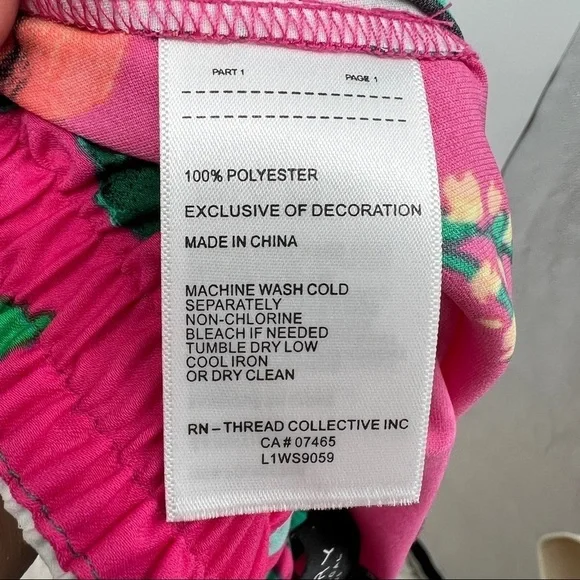 PART 1 PAGE 1
100% POLYESTER
EXCLUSIVE OF DECORATION
MADE IN CHINA
MACHINE WASH COLD
SEPARATELY
NON-CHLORINE
BLEACH IF NEEDED
TUMBLE DRY LOW
COOL IRON
OR DRY CLEAN
RN – THREAD COLLECTIVE INC
CA # 07465
L1WS9059